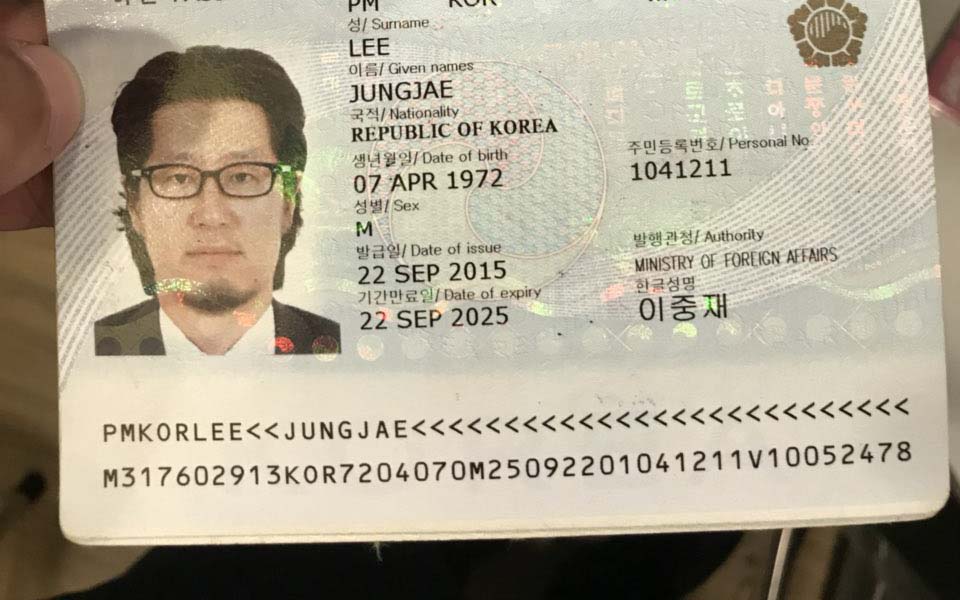 PM KOR
성/ Surname
LEE
이름/ Given names
JUNGJAE
국적/ Nationality
REPUBLIC OF KOREA
생년월일/ Date of birth
07 APR 1972
주민등록번호/ Personal No.
1041211
성별/ Sex
M
발급일/ Date of issue
22 SEP 2015
발행관청/ Authority
MINISTRY OF FOREIGN AFFAIRS
기간만료일/ Date of expiry
22 SEP 2025
한글성명
이중재
PMKORLEE<<JUNGJAE<<<<<<<<<<<<<<<<<<<<<<<<<<<
M317602913KOR7204070M25092201041211V10052478